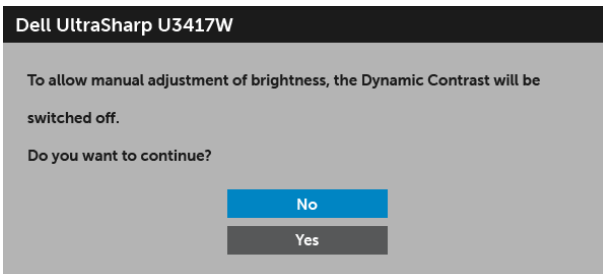 Dell UltraSharp U3417W
To allow manual adjustment of brightness, the Dynamic Contrast will be
switched off.
Do you want to continue?
No
Yes